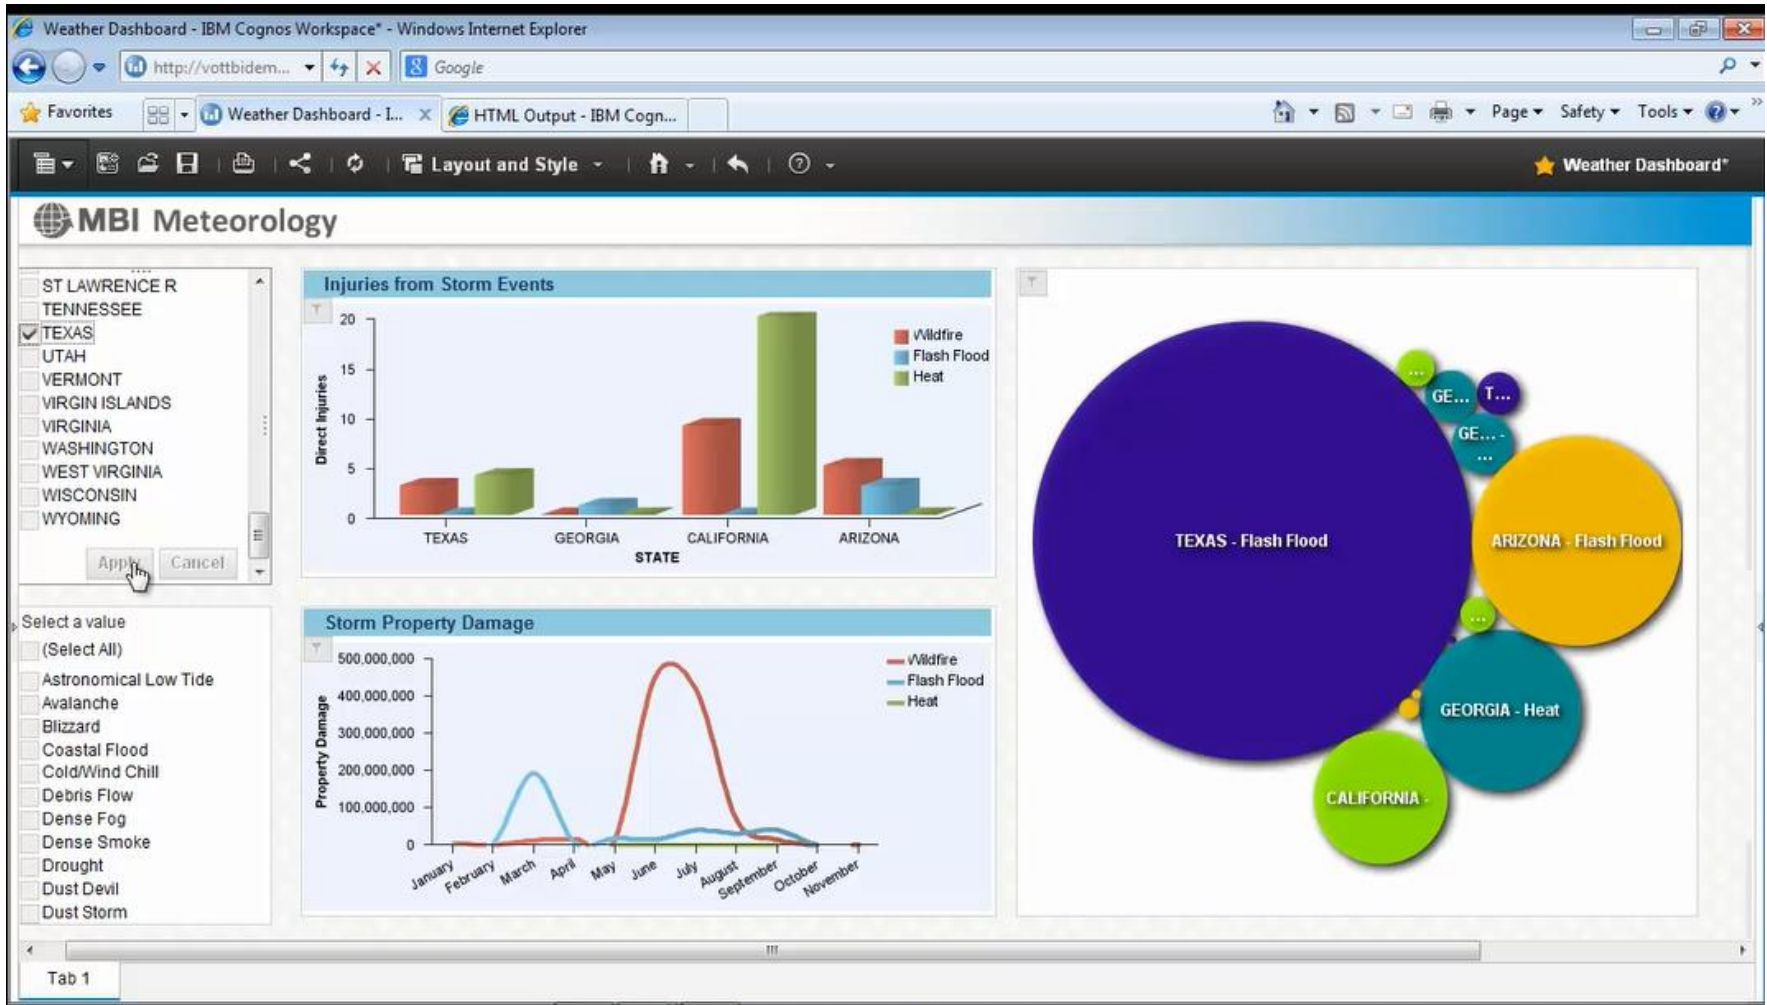 Weather Dashboard - IBM Cognos Workspace* - Windows Internet Explorer
http://vottbidem...
Google
Favorites
Weather Dashboard - I...
HTML Output - IBM Cogn...
Page
Safety
Tools
Layout and Style
Weather Dashboard*
MBI Meteorology
ST LAWRENCE R
TENNESSEE
TEXAS
UTAH
VERMONT
VIRGIN ISLANDS
VIRGINIA
WASHINGTON
WEST VIRGINIA
WISCONSIN
WYOMING
Apply Cancel
Select a value
(Select All)
Astronomical Low Tide
Avalanche
Blizzard
Coastal Flood
Cold/Wind Chill
Debris Flow
Dense Fog
Dense Smoke
Drought
Dust Devil
Dust Storm
Injuries from Storm Events
20
15
10
5
0
Direct Injuries
Wildfire
Flash Flood
Heat
TEXAS GEORGIA CALIFORNIA ARIZONA
STATE
Storm Property Damage
500,000,000
400,000,000
300,000,000
200,000,000
100,000,000
0
Property Damage
Wildfire
Flash Flood
Heat
January February March April May June July August September October November
...
GE...
T...
GE... -
...
TEXAS - Flash Flood
ARIZONA - Flash Flood
...
GEORGIA - Heat
CALIFORNIA -
Tab 1